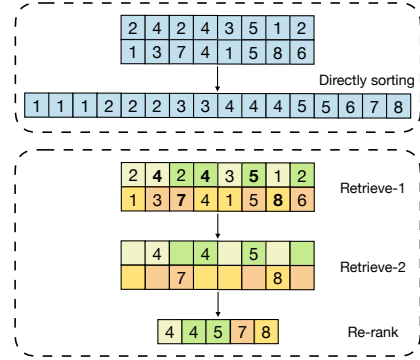 2 4 2 4 3 5 1 2
1 3 7 4 1 5 8 6
Directly sorting
1 1 1 2 2 2 3 3 4 4 4 5 5 6 7 8
2 4 2 4 3 5 1 2
1 3 7 4 1 5 8 6
Retrieve-1
4 4 5
7 8
Retrieve-2
4 4 5 7 8
Re-rank